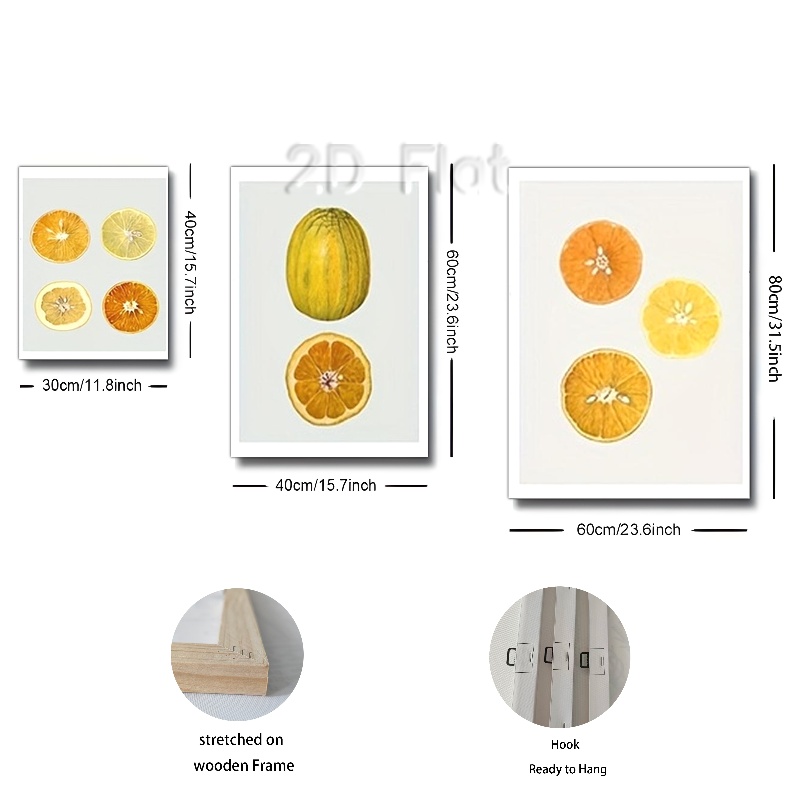 2D Flat
40cm/15.7inch
60cm/23.6inch
80cm/31.5inch
30cm/11.8inch
40cm/15.7inch
60cm/23.6inch
stretched on
wooden Frame
Hook
Ready to Hang